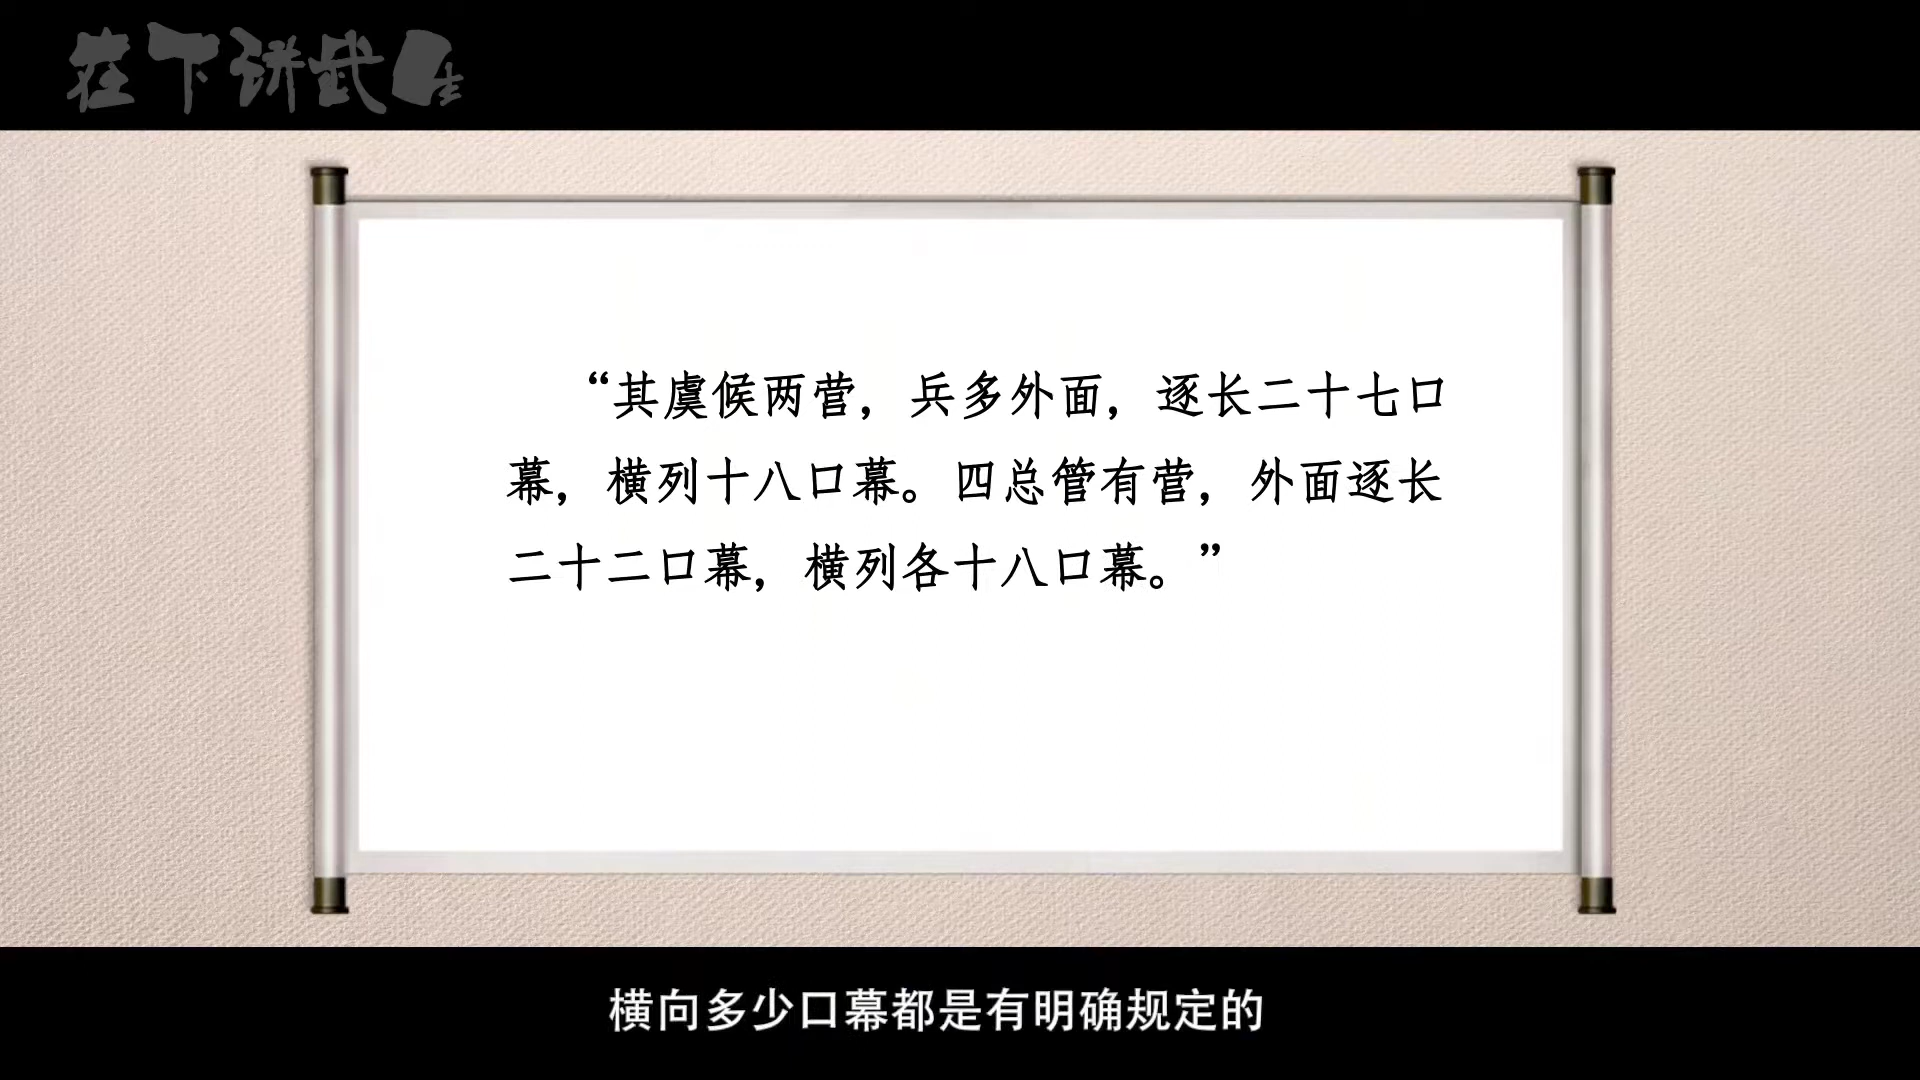 在下讲武
“其虞候两营，兵多外面，逐长二十七口
幕，横列十八口幕。四总管有营，外面逐长
二十二口幕，横列各十八口幕。”
横向多少口幕都是有明确规定的